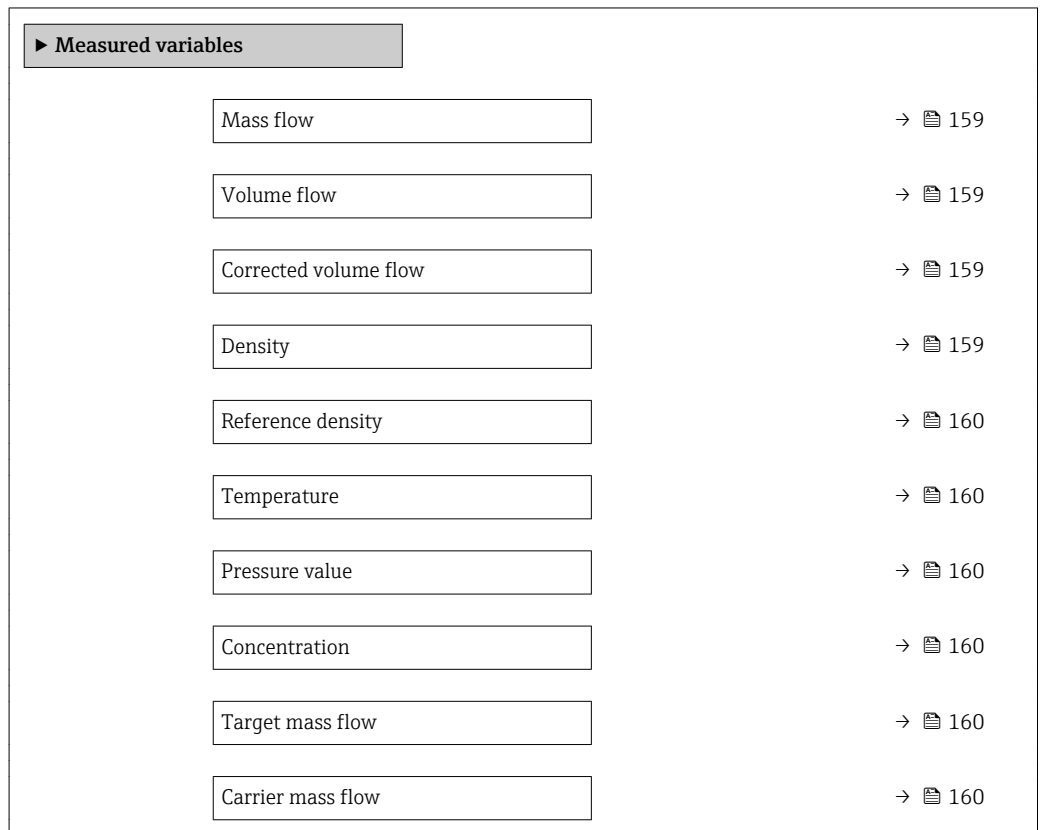 ▶ Measured variables
Mass flow → 159
Volume flow → 159
Corrected volume flow → 159
Density → 159
Reference density → 160
Temperature → 160
Pressure value → 160
Concentration → 160
Target mass flow → 160
Carrier mass flow → 160